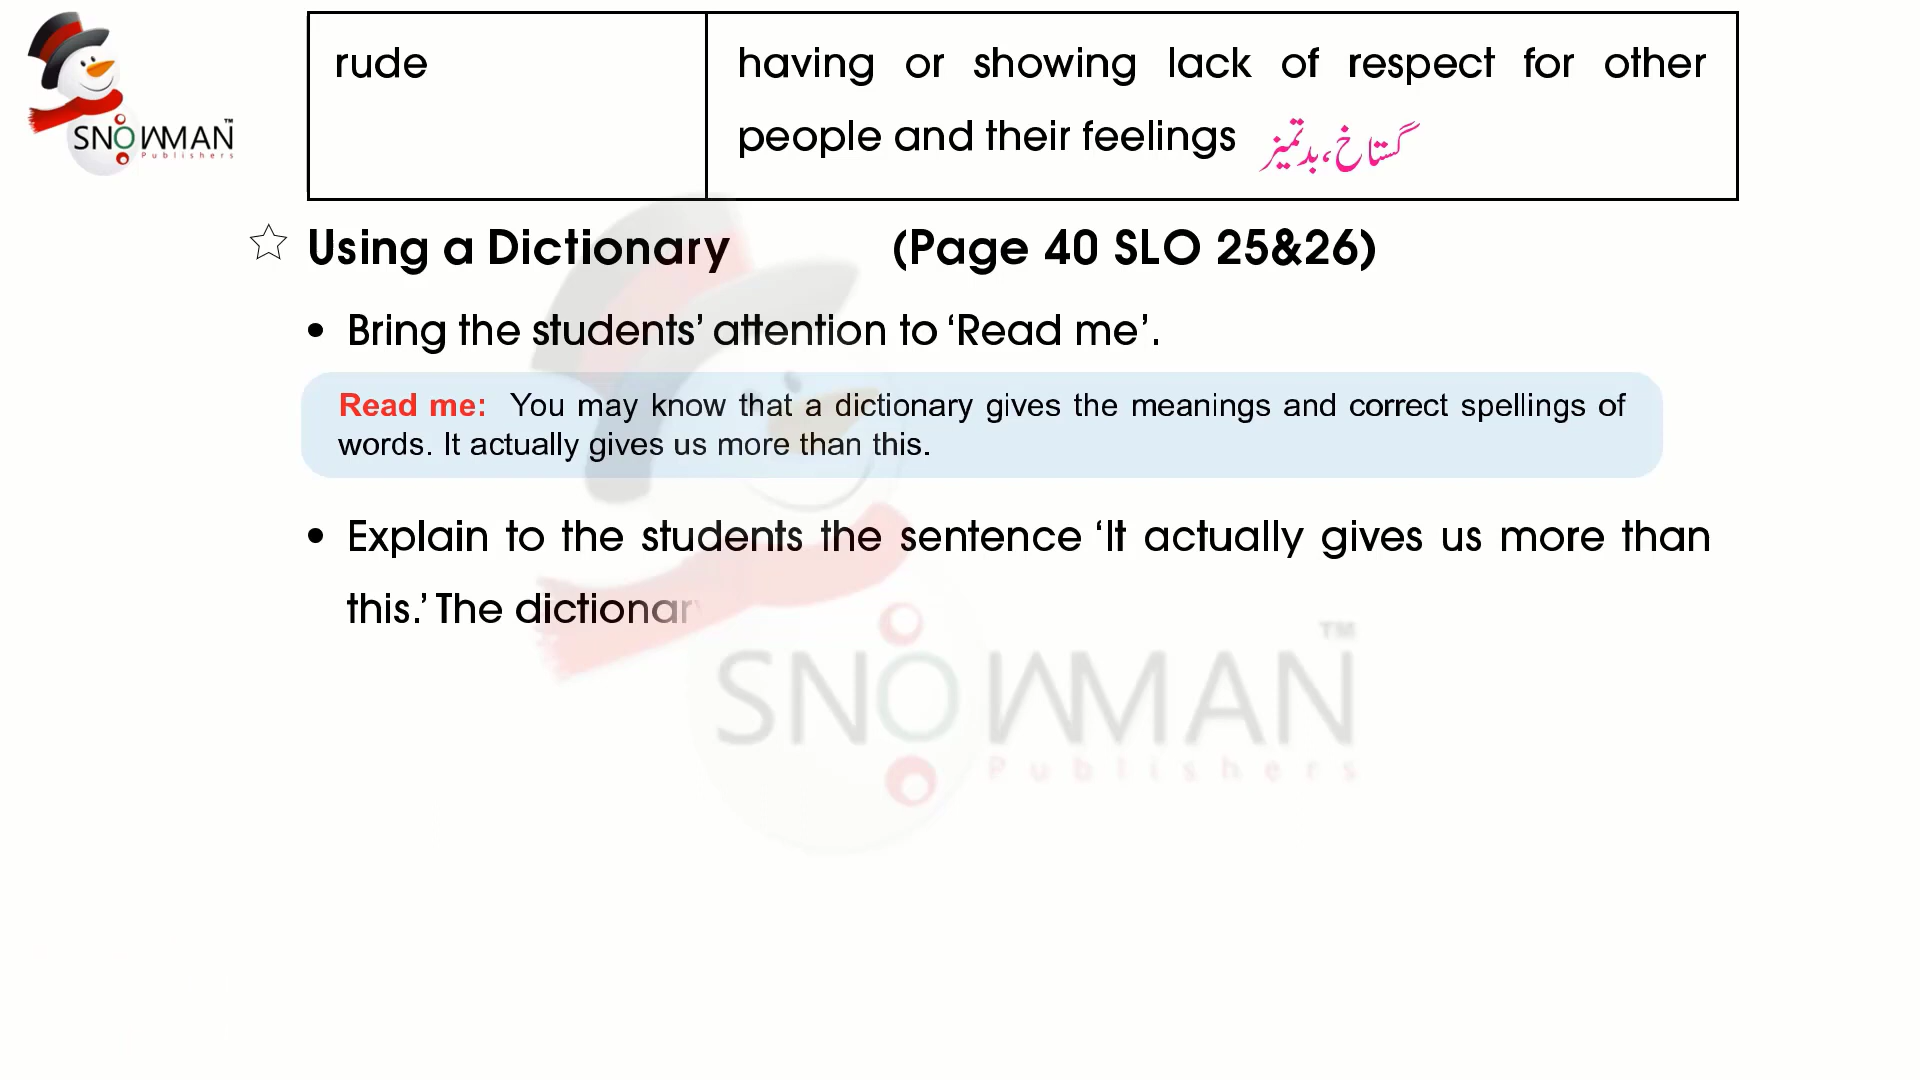 SNOWMAN
TM
Publishers
rude
having or showing lack of respect for other
people and their feelings گستاخ، بدتمیز
☆ Using a Dictionary (Page 40 SLO 25&26)
• Bring the students’ attention to ‘Read me’.
Read me: You may know that a dictionary gives the meanings and correct spellings of
words. It actually gives us more than this.
• Explain to the students the sentence ‘It actually gives us more than
this.’ The dictionary
TM
SNOWMAN
Publishers